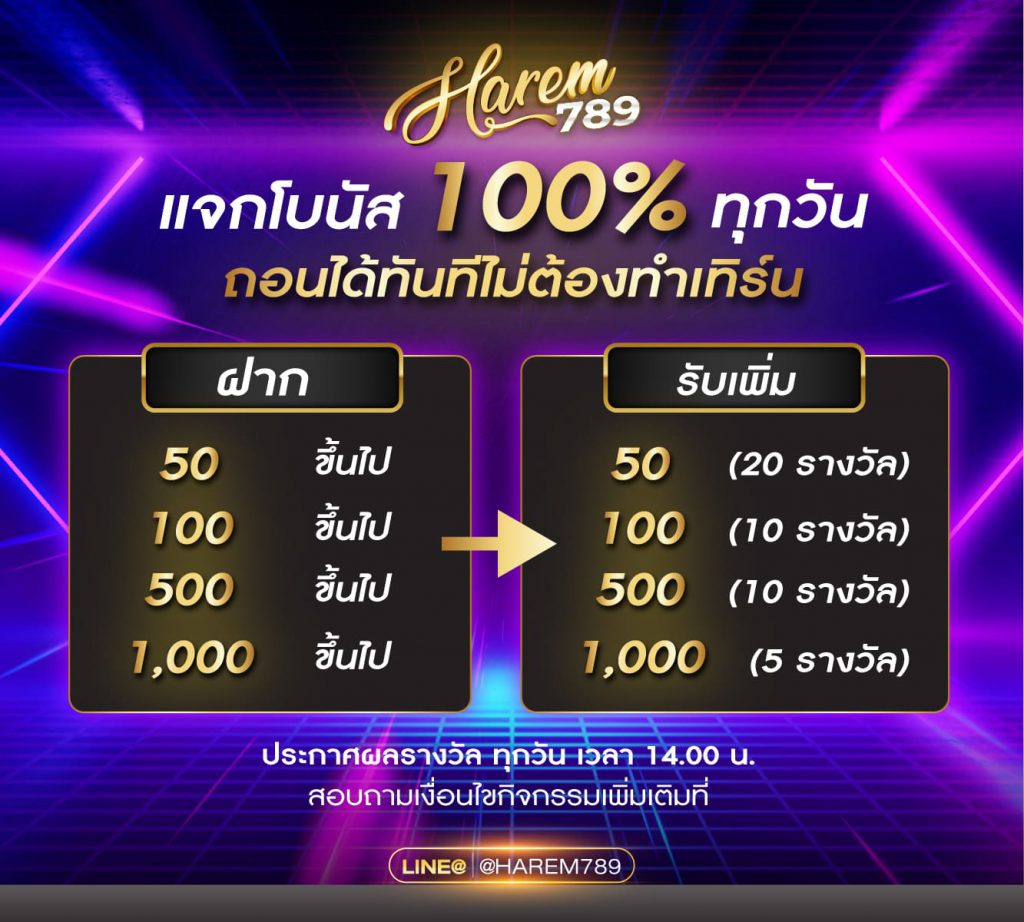 Harem
789
แจกโบนัส 100% ทุกวัน
ถอนได้ทันทีไม่ต้องทำเทิร์น
ฝาก
50 ขึ้นไป
100 ขึ้นไป
500 ขึ้นไป
1,000 ขึ้นไป
รับเพิ่ม
50 (20 รางวัล)
100 (10 รางวัล)
500 (10 รางวัล)
1,000 (5 รางวัล)
ประกาศผลรางวัล ทุกวัน เวลา 14.00 น.
สอบถามเงื่อนไขกิจกรรมเพิ่มเติมที่
LINE@ @HAREM789